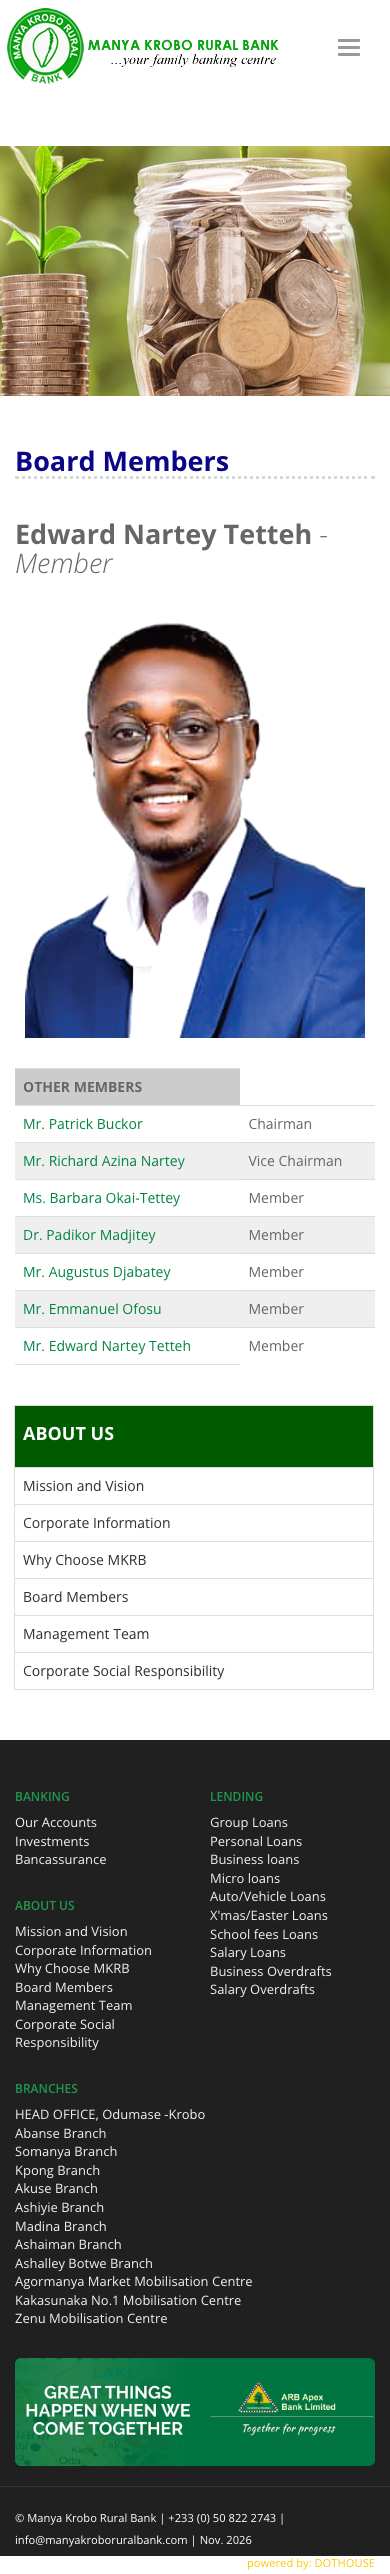 MANYA KROBO RURAL
BANK
MANYA KROBO RURAL BANK
...your family banking centre
Board Members
Edward Nartey Tetteh -
Member
OTHER MEMBERS
Mr. Patrick Buckor Chairman
Mr. Richard Azina Nartey Vice Chairman
Ms. Barbara Okai-Tettey Member
Dr. Padikor Madjitey Member
Mr. Augustus Djabatey Member
Mr. Emmanuel Ofosu Member
Mr. Edward Nartey Tetteh Member
ABOUT US
Mission and Vision
Corporate Information
Why Choose MKRB
Board Members
Management Team
Corporate Social Responsibility
BANKING
Our Accounts
Investments
Bancassurance
ABOUT US
Mission and Vision
Corporate Information
Why Choose MKRB
Board Members
Management Team
Corporate Social
Responsibility
LENDING
Group Loans
Personal Loans
Business loans
Micro loans
Auto/Vehicle Loans
X'mas/Easter Loans
School fees Loans
Salary Loans
Business Overdrafts
Salary Overdrafts
BRANCHES
HEAD OFFICE, Odumase -Krobo
Abanse Branch
Somanya Branch
Kpong Branch
Akuse Branch
Ashiyie Branch
Madina Branch
Ashaiman Branch
Ashalley Botwe Branch
Agormanya Market Mobilisation Centre
Kakasunaka No.1 Mobilisation Centre
Zenu Mobilisation Centre
GREAT THINGS
HAPPEN WHEN WE
COME TOGETHER
ARB Apex
Bank Limited
Together for progress
© Manya Krobo Rural Bank | +233 (0) 50 822 2743 |
info@manyakroboruralbank.com | Nov. 2026
powered by: DOTHOUSE